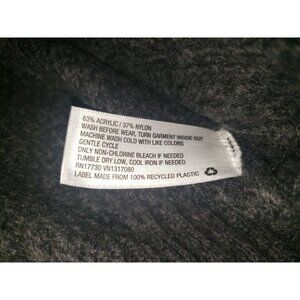 63% ACRYLIC / 37% NYLON
WASH BEFORE WEAR, TURN GARMENT INSIDE OUT
MACHINE WASH COLD WITH LIKE COLORS
GENTLE CYCLE
ONLY NON-CHLORINE BLEACH IF NEEDED
TUMBLE DRY LOW, COOL IRON IF NEEDED
RN17730 VN1317080
LABEL MADE FROM 100% RECYCLED PLASTIC